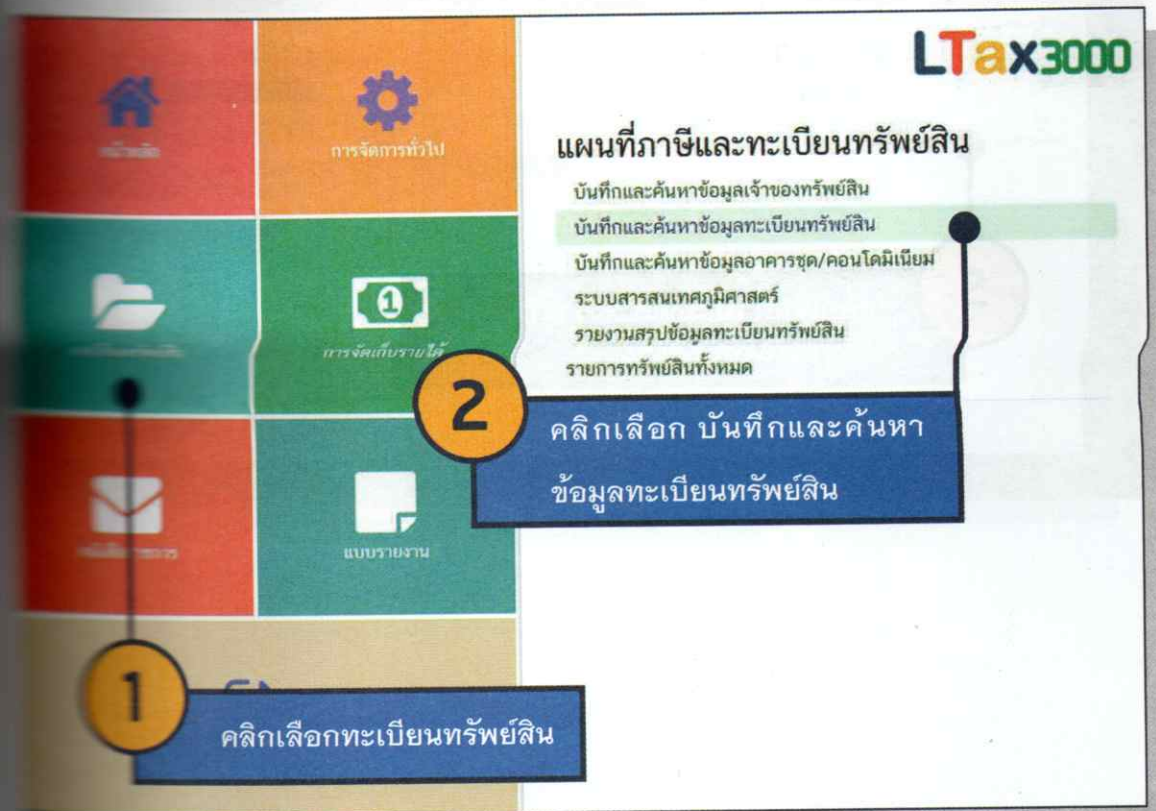 LTax3000
หน้าหลัก
การจัดการทั่วไป
การจัดเก็บรายได้
แบบรายงาน
แผนที่ภาษีและทะเบียนทรัพย์สิน
บันทึกและค้นหาข้อมูลเจ้าของทรัพย์สิน
บันทึกและค้นหาข้อมูลทะเบียนทรัพย์สิน
บันทึกและค้นหาข้อมูลอาคารชุด/คอนโดมิเนียม
ระบบสารสนเทศภูมิศาสตร์
รายงานสรุปข้อมูลทะเบียนทรัพย์สิน
รายการทรัพย์สินทั้งหมด
2
คลิกเลือก บันทึกและค้นหา
ข้อมูลทะเบียนทรัพย์สิน
1
คลิกเลือกทะเบียนทรัพย์สิน